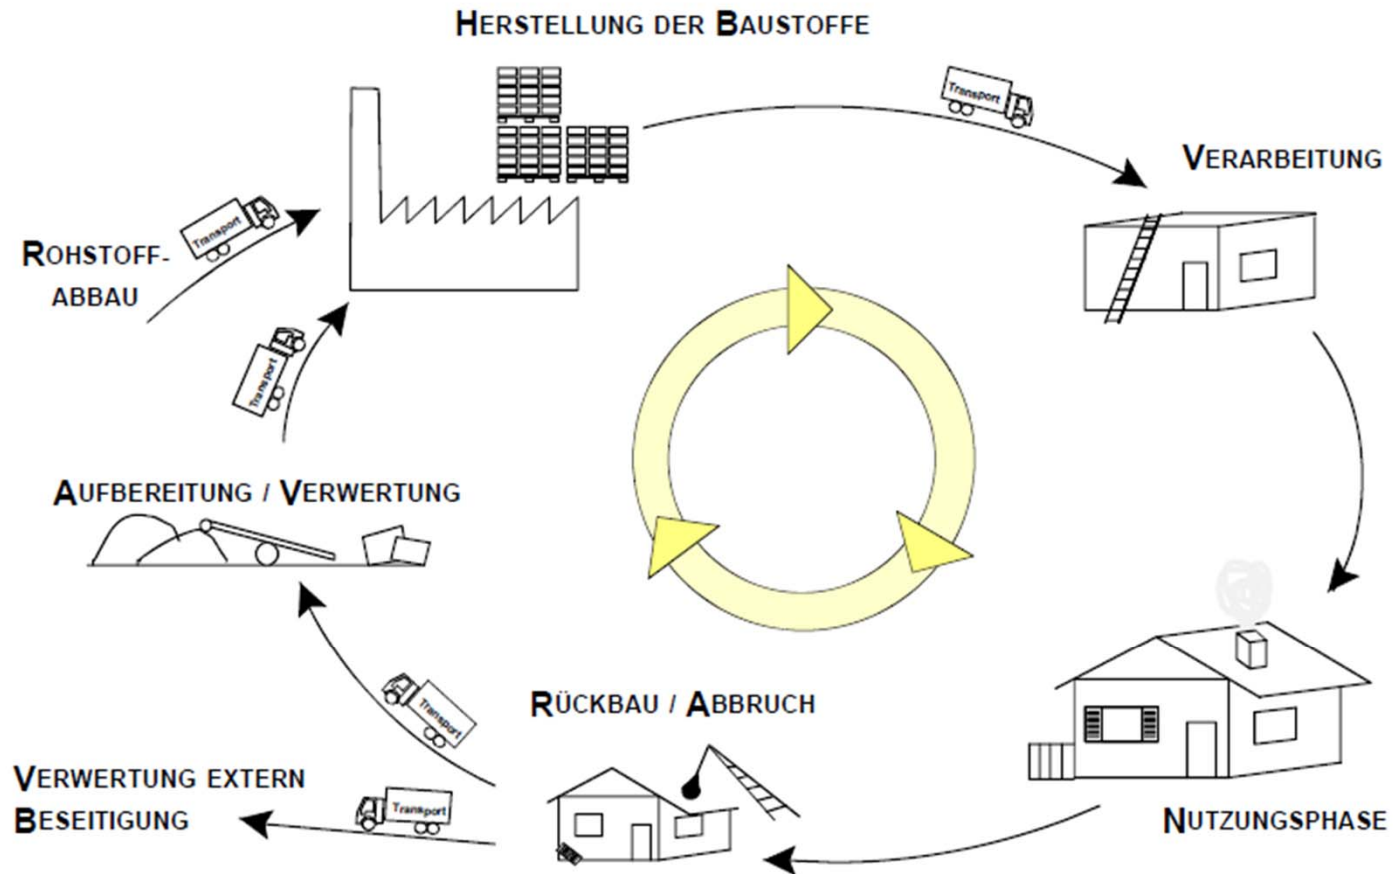 HERSTELLUNG DER BAUSTOFFE
Transport
VERARBEITUNG
Transport
ROHSTOFF-
ABBAU
Transport
AUFBEREITUNG / VERWERTUNG
Transport
RÜCKBAU / ABBRUCH
VERWERTUNG EXTERN
BESEITIGUNG
Transport
NUTZUNGSPHASE